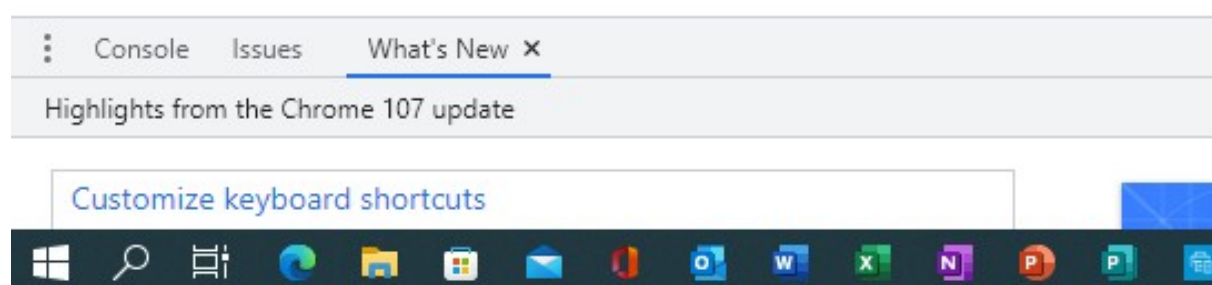 Console Issues What's New ×
Highlights from the Chrome 107 update
Customize keyboard shortcuts